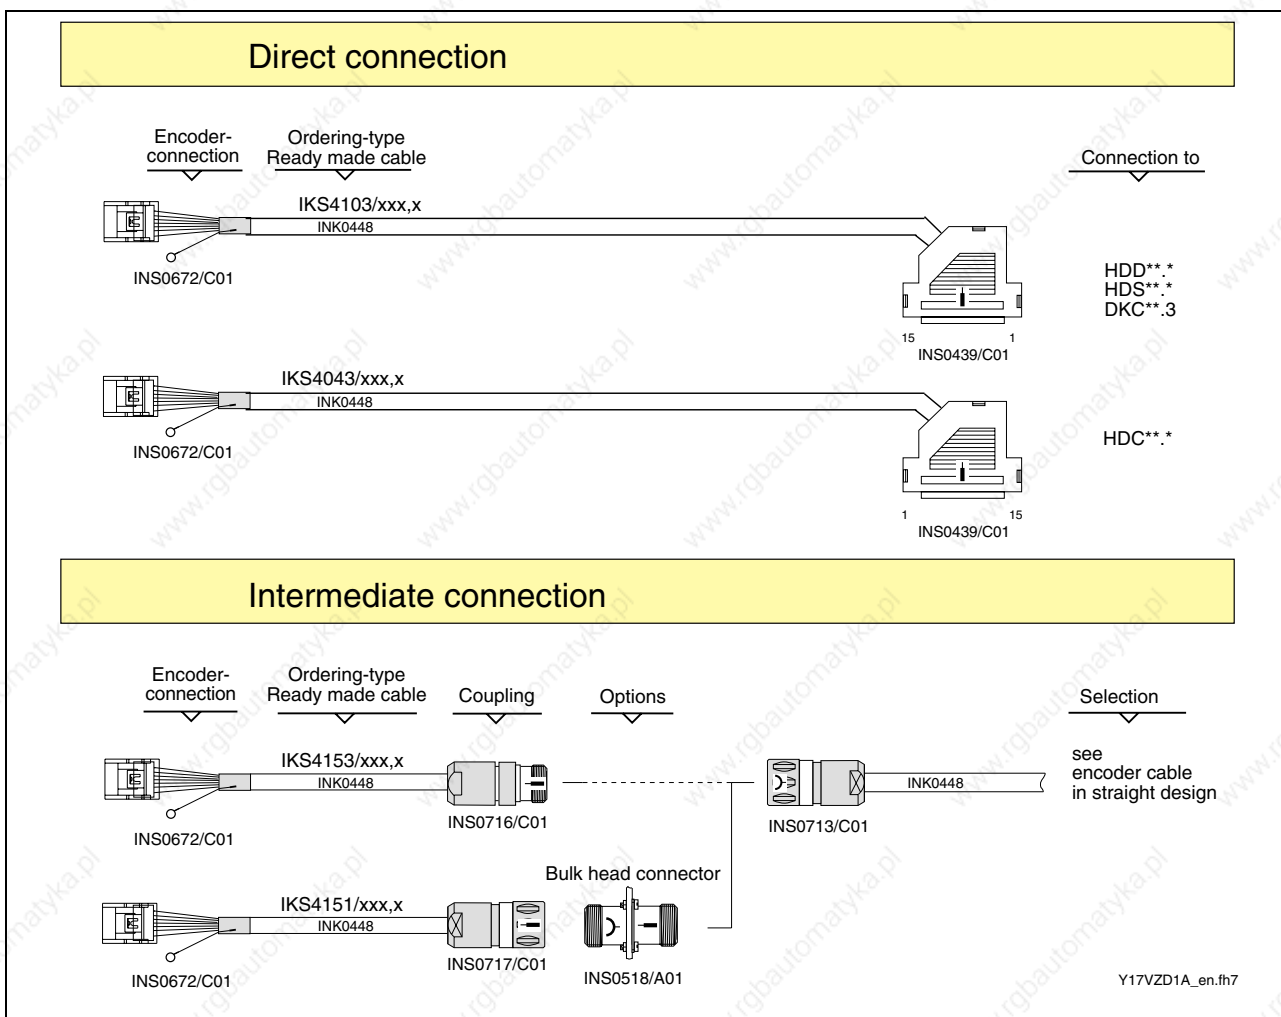 Direct connection
Encoder-
connection
Ordering-type
Ready made cable
Connection to
IKS4103/xxx,x
INK0448
INS0672/C01
HDD**.*
HDS**.*
DKC**.3
15 1
INS0439/C01
IKS4043/xxx,x
INK0448
INS0672/C01
HDC**.*
1 15
INS0439/C01
Intermediate connection
Encoder-
connection
Ordering-type
Ready made cable
Coupling
Options
Selection
IKS4153/xxx,x
INK0448
INS0672/C01
INS0716/C01
INK0448
INS0713/C01
see
encoder cable
in straight design
Bulk head connector
IKS4151/xxx,x
INK0448
INS0672/C01
INS0717/C01
INS0518/A01
Y17VZD1A_en.fh7
www.rgbautomatyka.pl